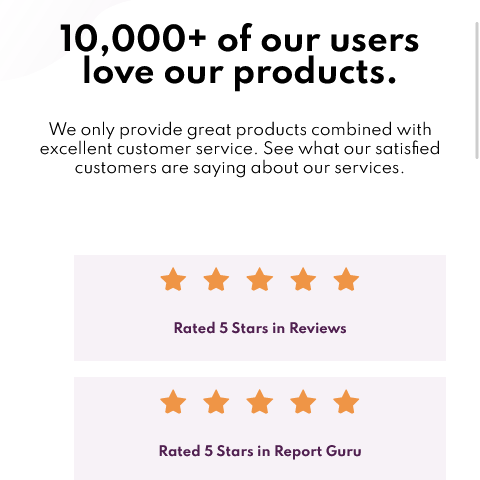 10,000+ of our users
love our products.
We only provide great products combined with
excellent customer service. See what our satisfied
customers are saying about our services.
Rated 5 Stars in Reviews
Rated 5 Stars in Report Guru